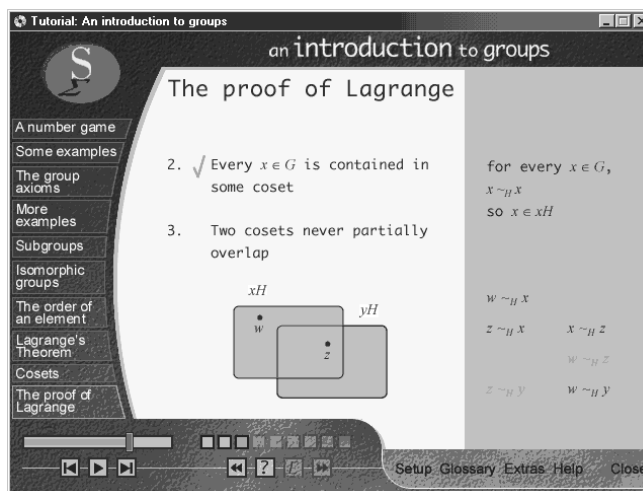 Tutorial: An introduction to groups
an introduction to groups
S
The proof of Lagrange
A number game
Some examples
The group
axioms
More
examples
Subgroups
Isomorphic
groups
The order of
an element
Lagrange's
Theorem
Cosets
The proof of
Lagrange
2. √ Every x ∈ G is contained in
some coset
3. Two cosets never partially
overlap
xH
yH
w
z
for every x ∈ G,
x ~H x
so x ∈ xH
w ~H x
z ~H x x ~H z
w ~H z
z ~H y w ~H y
?
Setup Glossary Extras Help Close